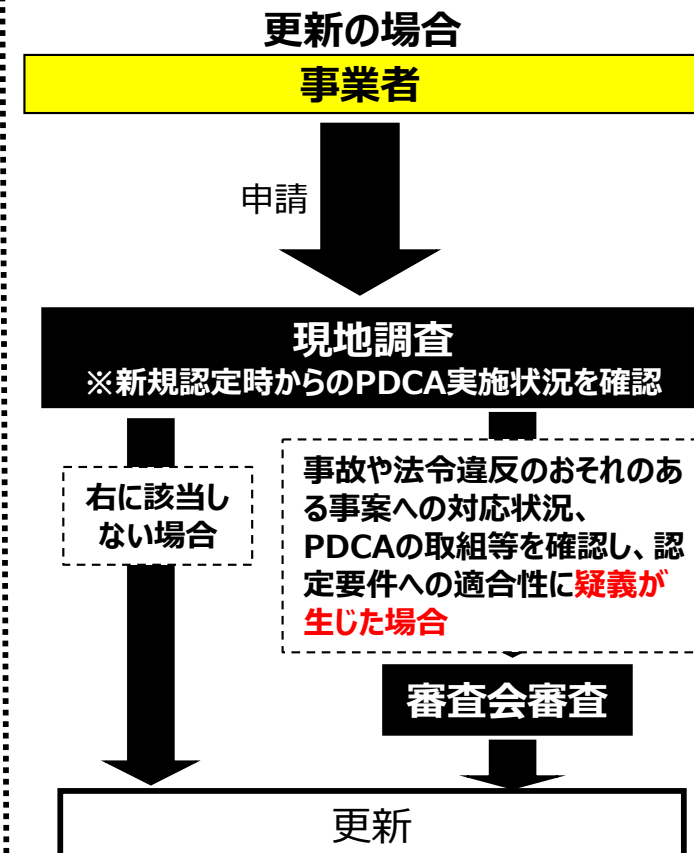 更新の場合
事業者
申請
現地調査
※新規認定時からのPDCA実施状況を確認
右に該当し
ない場合
事故や法令違反のおそれのあ
る事案への対応状況、
PDCAの取組等を確認し、認
定要件への適合性に疑義が
生じた場合
審査会審査
更新